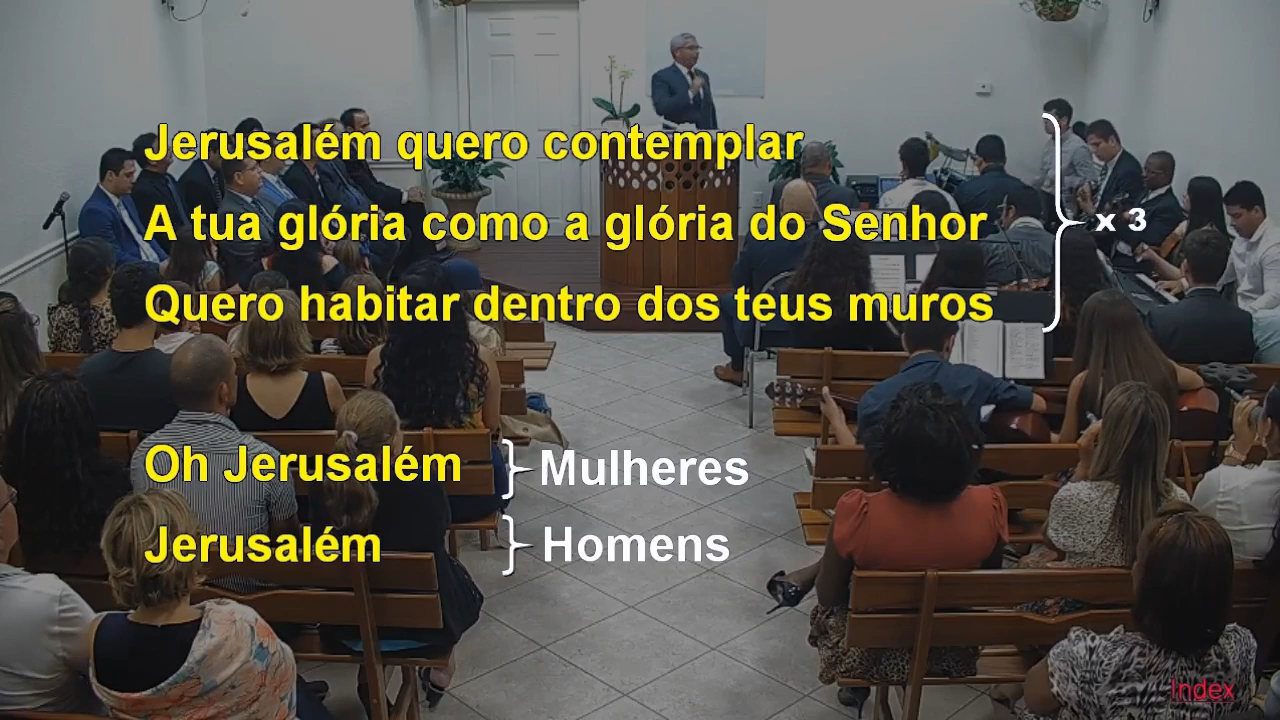 Jerusalém quero contemplar
A tua glória como a glória do Senhor
x 3
Quero habitar dentro dos teus muros
Oh Jerusalém
Mulheres
Jerusalém
Homens
Index